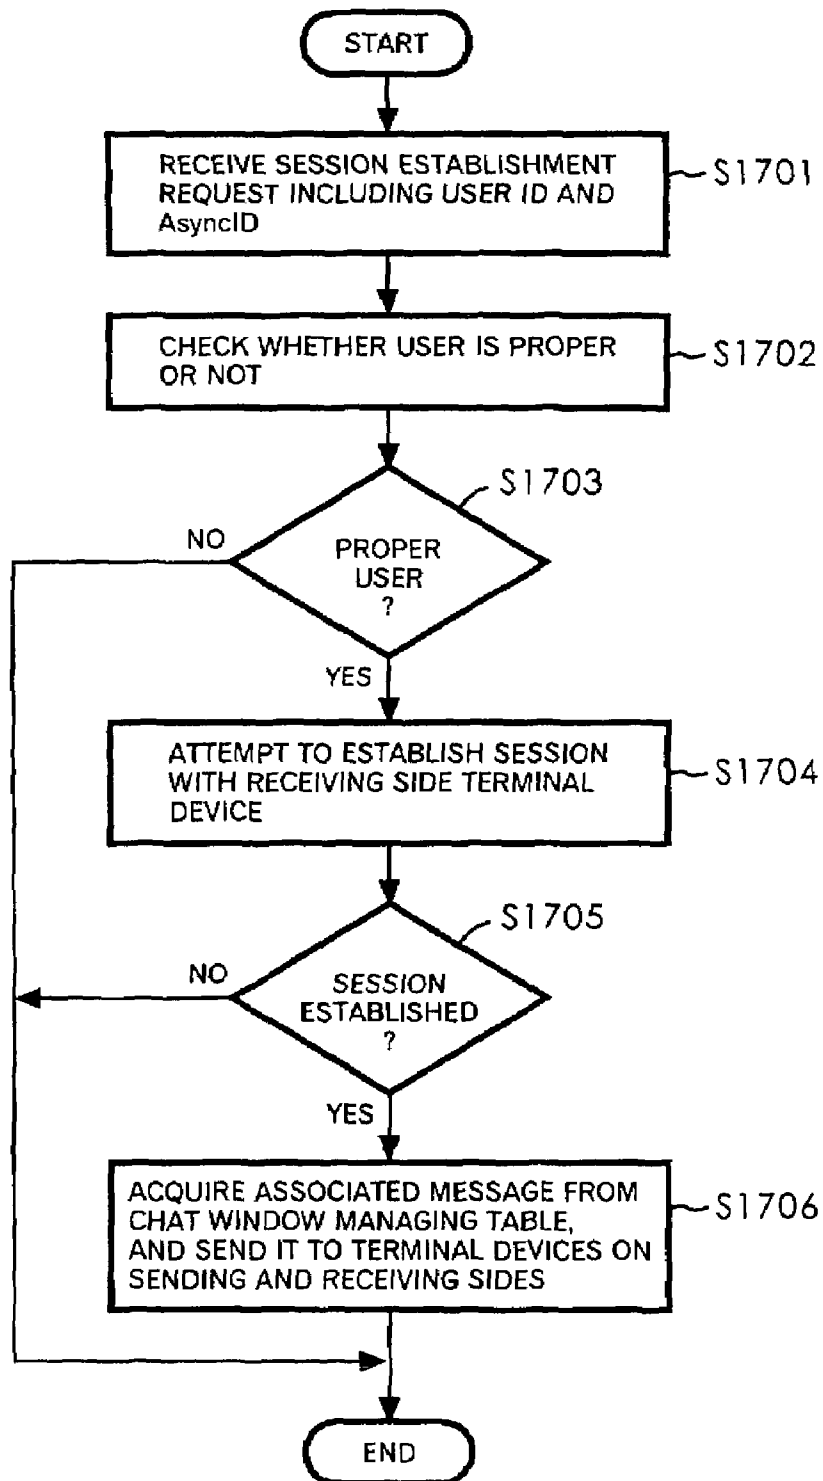 START
RECEIVE SESSION ESTABLISHMENT
REQUEST INCLUDING USER ID AND
AsyncID
S1701
CHECK WHETHER USER IS PROPER
OR NOT
S1702
S1703
NO
PROPER
USER
?
YES
ATTEMPT TO ESTABLISH SESSION
WITH RECEIVING SIDE TERMINAL
DEVICE
S1704
S1705
NO
SESSION
ESTABLISHED
?
YES
ACQUIRE ASSOCIATED MESSAGE FROM
CHAT WINDOW MANAGING TABLE,
AND SEND IT TO TERMINAL DEVICES ON
SENDING AND RECEIVING SIDES
S1706
END